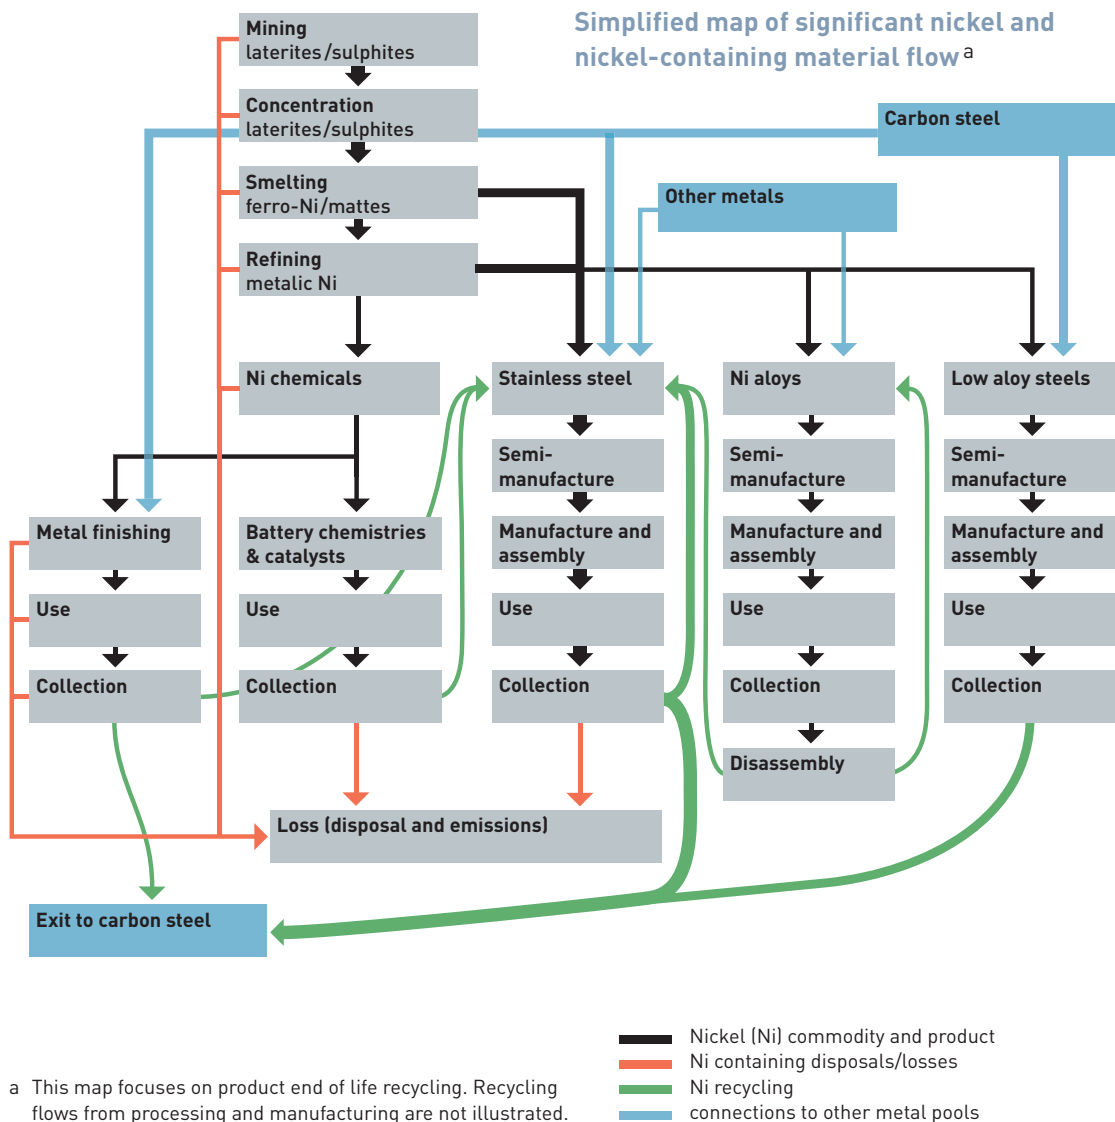 Simplified map of significant nickel and
nickel-containing material flow a
Mining
laterites/sulphites
Concentration
laterites/sulphites
Carbon steel
Smelting
ferro-Ni/mattes
Other metals
Refining
metalic Ni
Ni chemicals
Stainless steel
Ni aloys
Low aloy steels
Semi-
manufacture
Semi-
manufacture
Semi-
manufacture
Metal finishing
Battery chemistries
& catalysts
Manufacture and
assembly
Manufacture and
assembly
Manufacture and
assembly
Use
Use
Use
Use
Use
Collection
Collection
Collection
Collection
Collection
Disassembly
Loss (disposal and emissions)
Exit to carbon steel
Nickel (Ni) commodity and product
Ni containing disposals/losses
Ni recycling
connections to other metal pools
a This map focuses on product end of life recycling. Recycling
flows from processing and manufacturing are not illustrated.